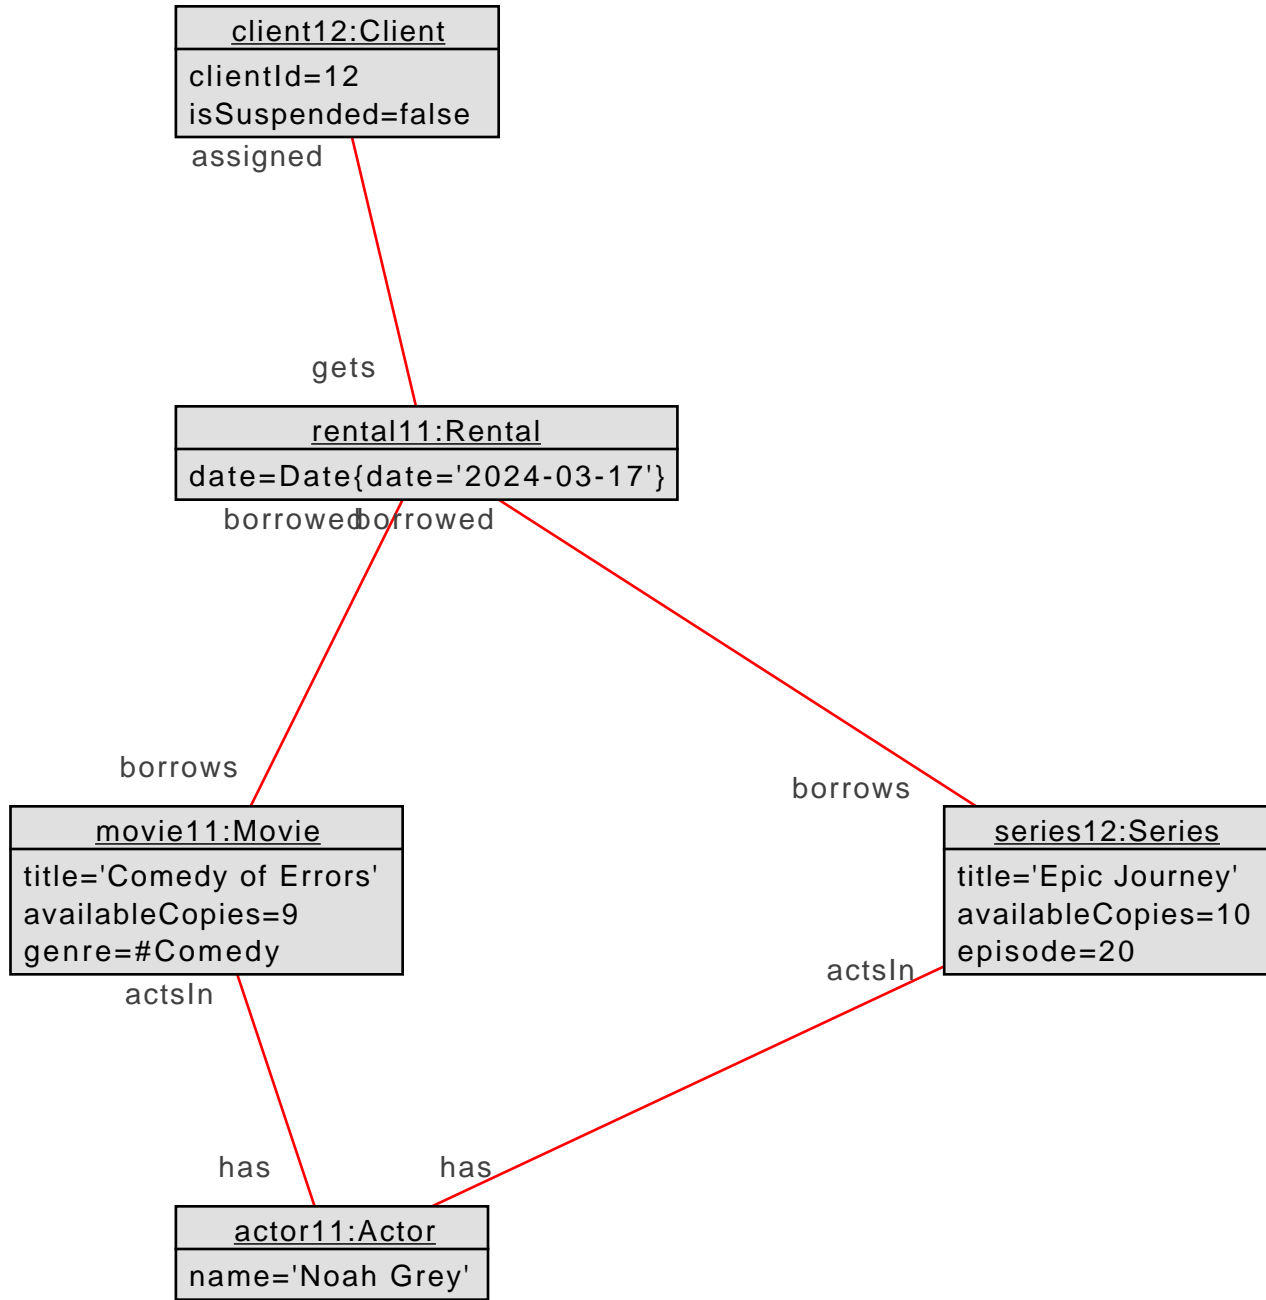 client12:Client
clientId=12
isSuspended=false
assigned
gets
rental11:Rental
date=Date{date='2024-03-17'}
borrowed
borrowed
borrows
borrows
movie11:Movie
title='Comedy of Errors'
availableCopies=9
genre=#Comedy
series12:Series
title='Epic Journey'
availableCopies=10
episode=20
actsIn
actsIn
has
has
actor11:Actor
name='Noah Grey'